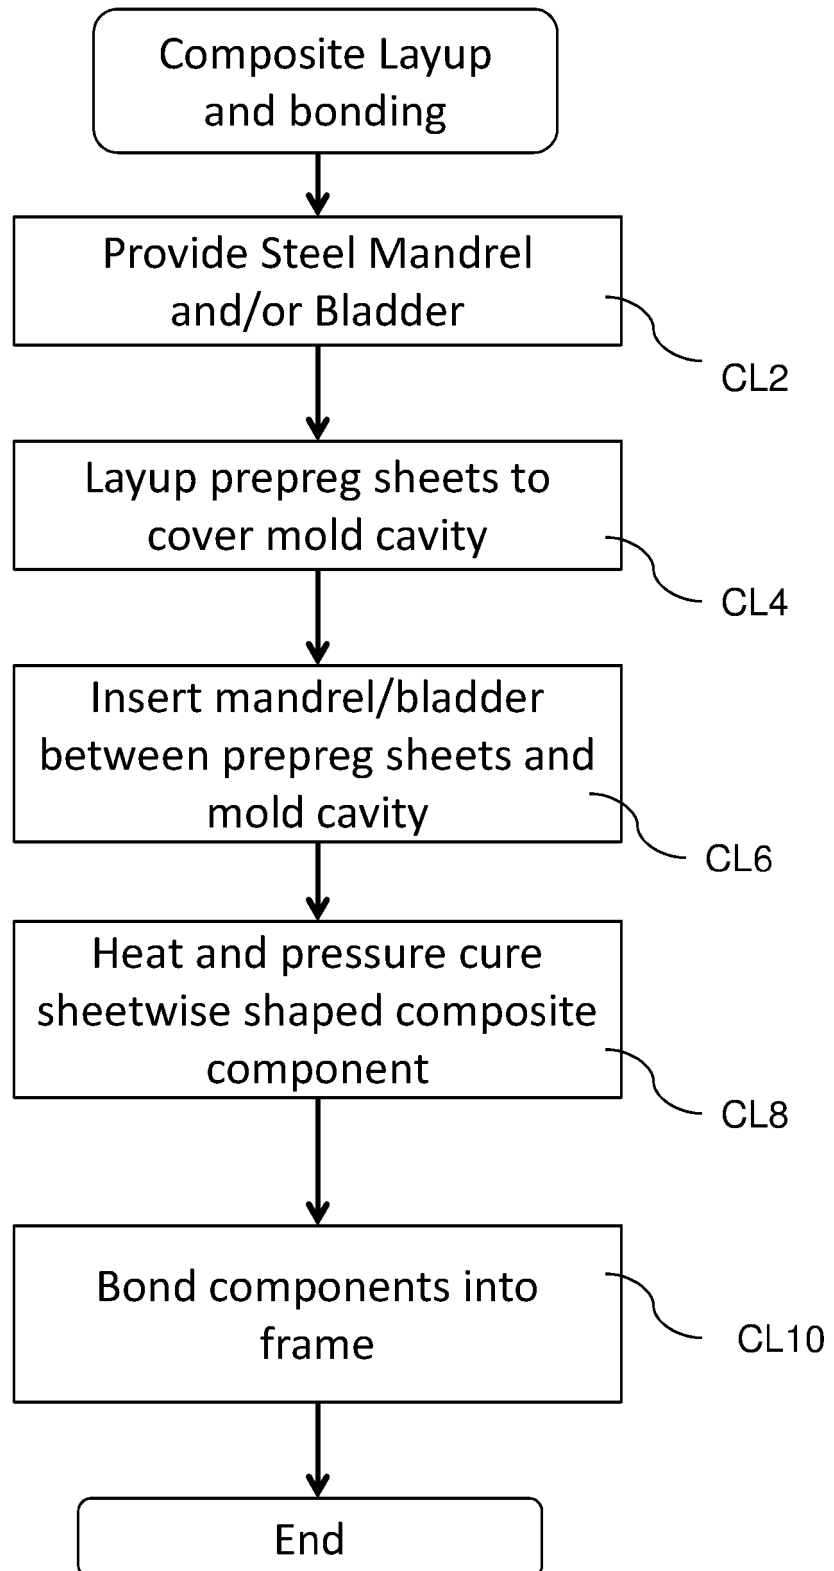 Composite Layup
and bonding
Provide Steel Mandrel
and/or Bladder
CL2
Layup prepreg sheets to
cover mold cavity
CL4
Insert mandrel/bladder
between prepreg sheets and
mold cavity
CL6
Heat and pressure cure
sheetwise shaped composite
component
CL8
Bond components into
frame
CL10
End